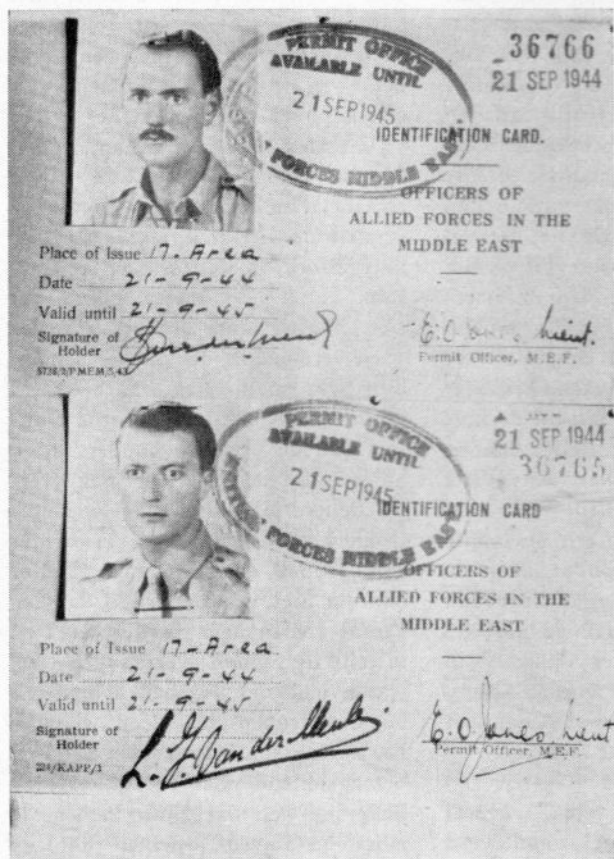 36766
21 SEP 1944
PERMIT OFFICE
AVAILABLE UNTIL
21 SEP 1945
FORCES MIDDLE EAST
IDENTIFICATION CARD.
OFFICERS OF
ALLIED FORCES IN THE
MIDDLE EAST
Place of Issue 17. Area
Date 21-9-44
Valid until 21-9-45
Signature of
Holder
E.O. Jones Lieut.
Permit Officer, M.E.F.
21 SEP 1944
36765
PERMIT OFFICE
AVAILABLE UNTIL
21 SEP 1945
FORCES MIDDLE EAST
IDENTIFICATION CARD
OFFICERS OF
ALLIED FORCES IN THE
MIDDLE EAST
Place of Issue 17-Area
Date 21-9-44
Valid until 21-9-45
Signature of
Holder
E.O. Jones Lieut
Permit Officer, M.E.F.